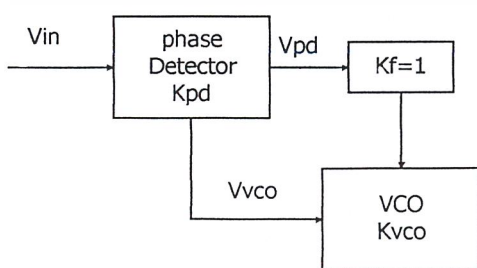 Vin
phase
Detector
Kpd
Vpd
Kf=1
Vvco
VCO
Kvco